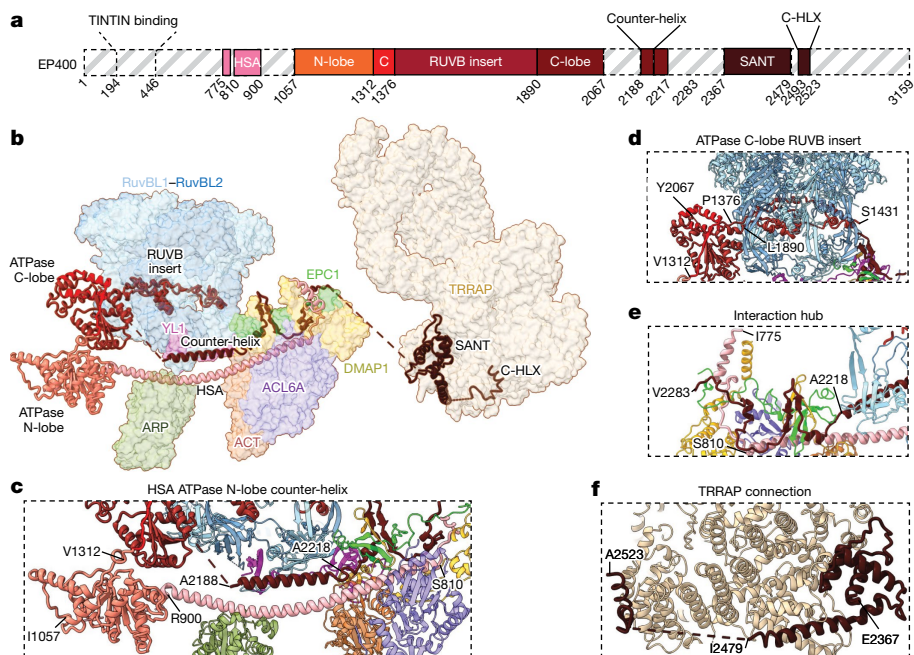 a
TINTIN binding
Counter-helix
C-HLX
EP400
HSA
N-lobe
C
RUVB insert
C-lobe
SANT
1
194
446
775
810
900
1057
1312
1376
1890
2067
2188
2217
2283
2367
2479
2493
2523
3159
b
RuvBL1–RuvBL2
RUVB
insert
ATPase
C-lobe
EPC1
TRRAP
YL1
Counter-helix
SANT
DMAP1
C-HLX
HSA
ACL6A
ATPase
N-lobe
ARP
ACT
c
HSA ATPase N-lobe counter-helix
V1312
A2218
A2188
S810
R900
I1057
d
ATPase C-lobe RUVB insert
Y2067
P1376
S1431
L1890
V1312
e
Interaction hub
I775
V2283
A2218
S810
f
TRRAP connection
A2523
I2479
E2367